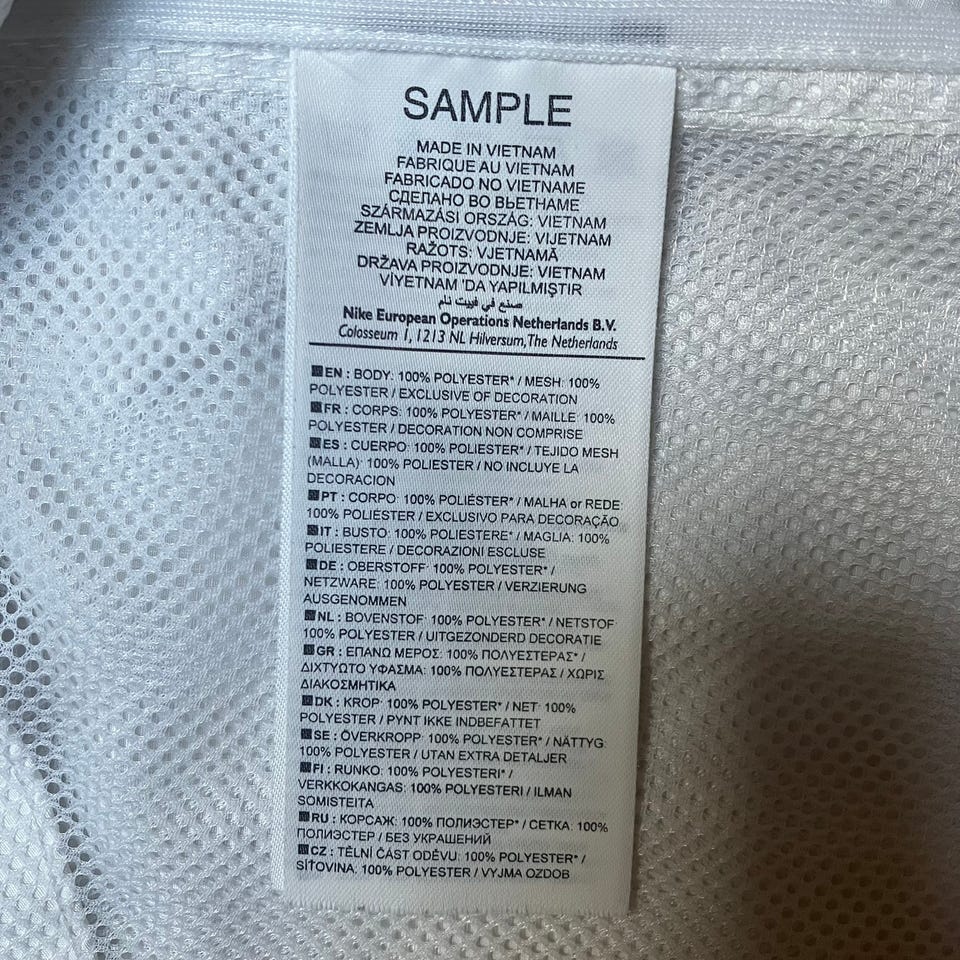 SAMPLE
MADE IN VIETNAM
FABRIQUE AU VIETNAM
FABRICADO NO VIETNAME
СДЕЛАНО ВО ВЬЕТНАМЕ
SZÁRMAZÁSI ORSZÁG: VIETNAM
ZEMLJA PROIZVODNJE: VIJETNAM
RAŽOTS: VJETNAMĀ
DRŽAVA PROIZVODNJE: VIETNAM
VİYETNAM 'DA YAPILMIŞTIR
صنع في فييت نام
Nike European Operations Netherlands B.V.
Colosseum 1, 1213 NL Hilversum, The Netherlands
EN : BODY: 100% POLYESTER* / MESH: 100%
POLYESTER / EXCLUSIVE OF DECORATION
FR : CORPS: 100% POLYESTER* / MAILLE: 100%
POLYESTER / DECORATION NON COMPRISE
ES : CUERPO: 100% POLIESTER* / TEJIDO MESH
(MALLA): 100% POLIESTER / NO INCLUYE LA
DECORACION
PT : CORPO: 100% POLIÉSTER* / MALHA or REDE:
100% POLIÉSTER / EXCLUSIVO PARA DECORAÇÃO
IT : BUSTO: 100% POLIESTERE* / MAGLIA: 100%
POLIESTERE / DECORAZIONI ESCLUSE
DE : OBERSTOFF: 100% POLYESTER* /
NETZWARE: 100% POLYESTER / VERZIERUNG
AUSGENOMMEN
NL : BOVENSTOF: 100% POLYESTER* / NETSTOF:
100% POLYESTER / UITGEZONDERD DECORATIE
GR : ΕΠΑΝΩ ΜΕΡΟΣ: 100% ΠΟΛΥΕΣΤΕΡΑΣ* /
ΔΙΧΤΥΩΤΟ ΥΦΑΣΜΑ: 100% ΠΟΛΥΕΣΤΕΡΑΣ / ΧΩΡΙΣ
ΔΙΑΚΟΣΜΗΤΙΚΑ
DK : KROP: 100% POLYESTER* / NET: 100%
POLYESTER / PYNT IKKE INDBEFATTET
SE : ÖVERKROPP: 100% POLYESTER* / NÄTTYG:
100% POLYESTER / UTAN EXTRA DETALJER
FI : RUNKO: 100% POLYESTERI* /
VERKKOKANGAS: 100% POLYESTERI / ILMAN
SOMISTEITA
RU : КОРСАЖ: 100% ПОЛИЭСТЕР* / СЕТКА: 100%
ПОЛИЭСТЕР / БЕЗ УКРАШЕНИЙ
CZ : TĚLNÍ ČÁST ODĚVU: 100% POLYESTER* /
SÍŤOVINA: 100% POLYESTER / VYJMA OZDOB